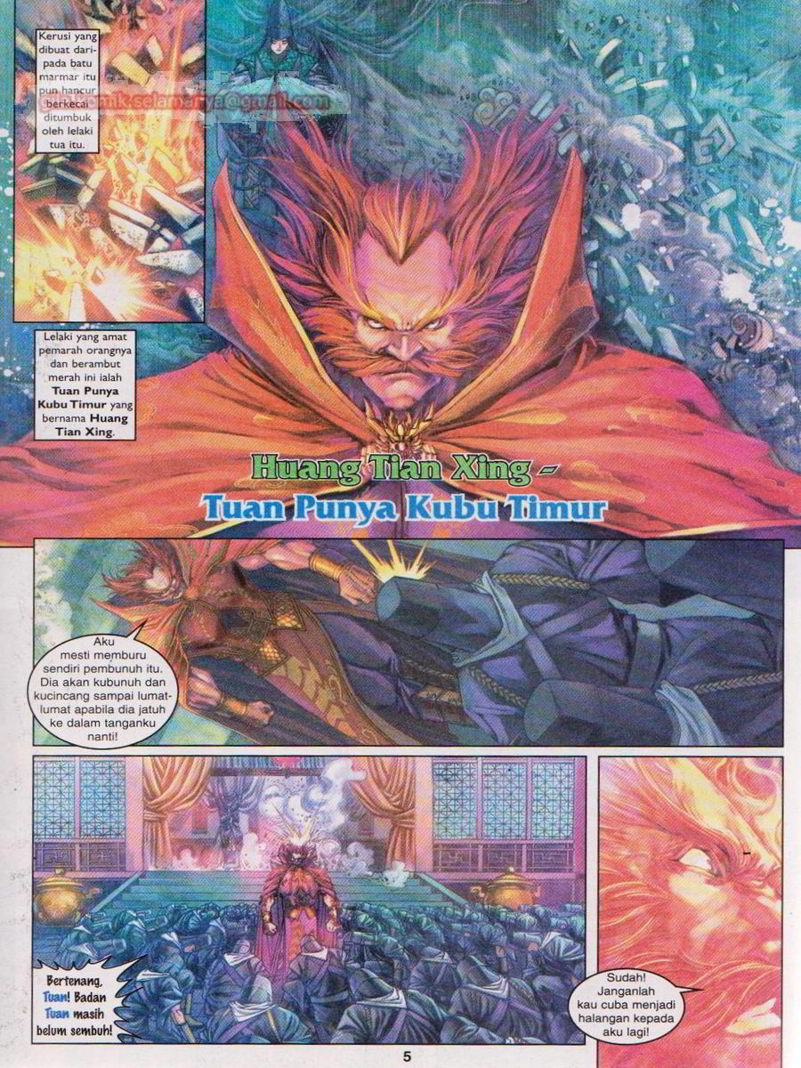 Kerusi yang
dibuat dari-
pada batu
marmar itu
pun hancur
berkecai
ditumbuk
oleh lelaki
tua itu.
Lelaki yang amat
pemarah orangnya
dan berambut
merah ini ialah
Tuan Punya
Kubu Timur yang
bernama Huang
Tian Xing.
Huang Tian Xing -
Tuan Punya Kubu Timur
Aku
mesti memburu
sendiri pembunuh itu.
Dia akan kubunuh dan
kucincang sampai lumat-
lumat apabila dia jatuh
ke dalam tanganku
nanti!
Bertenang,
Tuan! Badan
Tuan masih
belum sembuh!
Sudah!
Janganlah
kau cuba menjadi
halangan kepada
aku lagi!
5